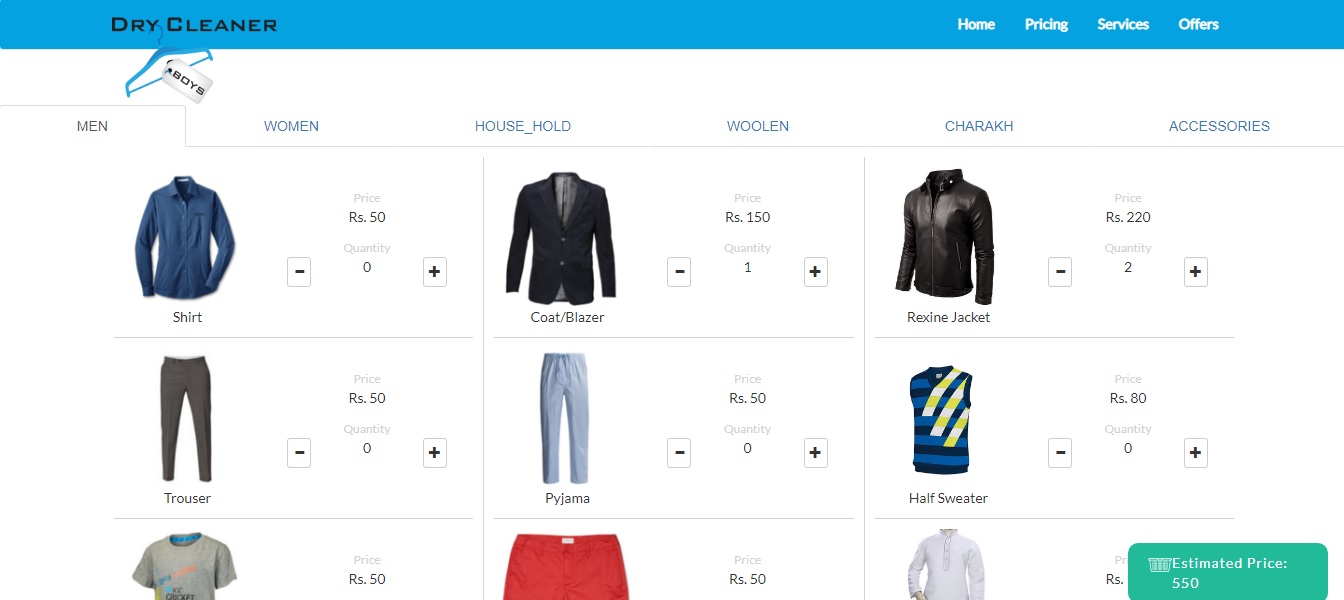 DRY CLEANER
Home Pricing Services Offers
BOYS
MEN WOMEN HOUSE_HOLD WOOLEN CHARAKH ACCESSORIES
Price Price Price
Rs. 50 Rs. 150 Rs. 220
Quantity Quantity Quantity
- 0 + - 1 + - 2 +
Shirt Coat/Blazer Rexine Jacket
Price Price Price
Rs. 50 Rs. 50 Rs. 80
Quantity Quantity Quantity
- 0 + - 0 + - 0 +
Trouser Pyjama Half Sweater
Price Price
Rs. 50 Rs. 50 Rs.
CRICKET
Estimated Price:
550